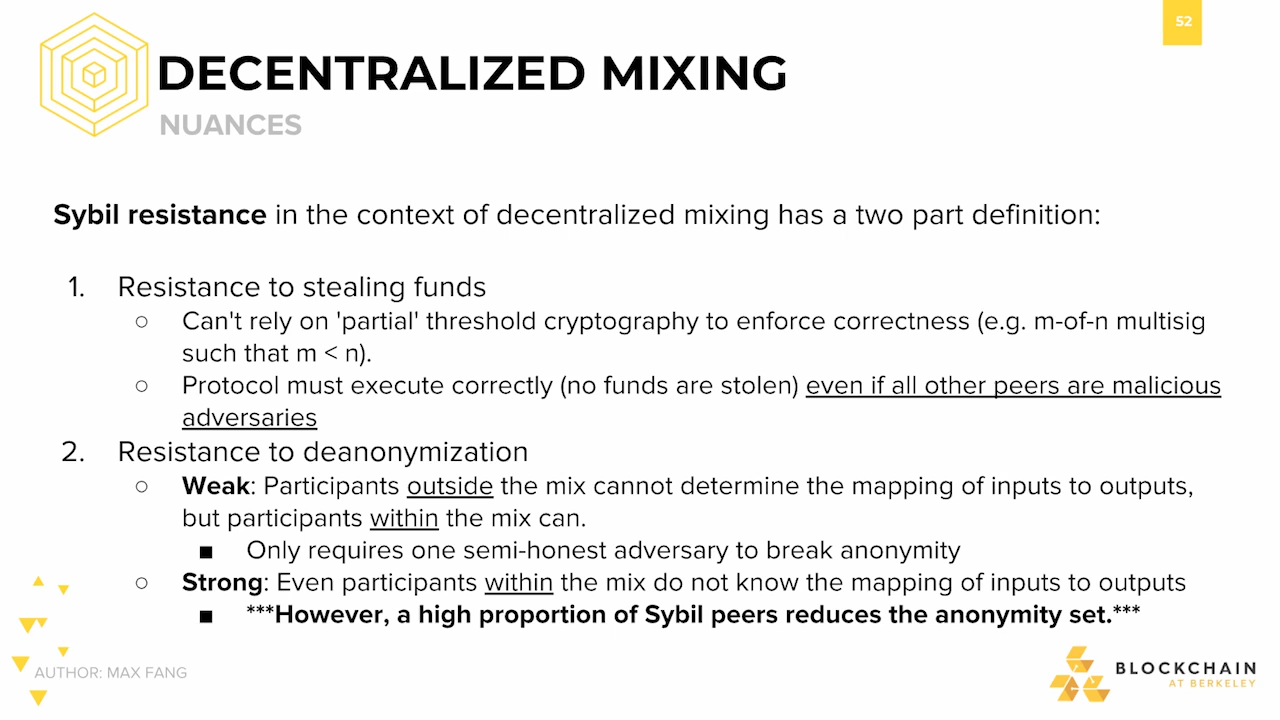 52
DECENTRALIZED MIXING
NUANCES
Sybil resistance in the context of decentralized mixing has a two part definition:
1. Resistance to stealing funds
○ Can't rely on 'partial' threshold cryptography to enforce correctness (e.g. m-of-n multisig
such that m < n).
○ Protocol must execute correctly (no funds are stolen) even if all other peers are malicious
adversaries
2. Resistance to deanonymization
○ Weak: Participants outside the mix cannot determine the mapping of inputs to outputs,
but participants within the mix can.
■ Only requires one semi-honest adversary to break anonymity
○ Strong: Even participants within the mix do not know the mapping of inputs to outputs
■ ***However, a high proportion of Sybil peers reduces the anonymity set.***
AUTHOR: MAX FANG
BLOCKCHAIN
AT BERKELEY